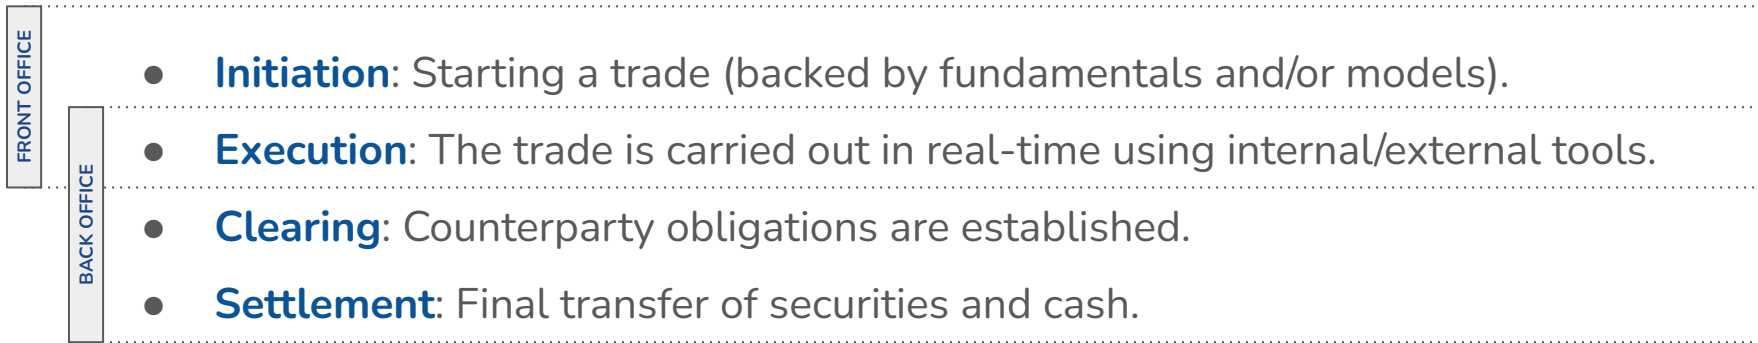 FRONT OFFICE
● Initiation: Starting a trade (backed by fundamentals and/or models).
● Execution: The trade is carried out in real-time using internal/external tools.
BACK OFFICE
● Clearing: Counterparty obligations are established.
● Settlement: Final transfer of securities and cash.